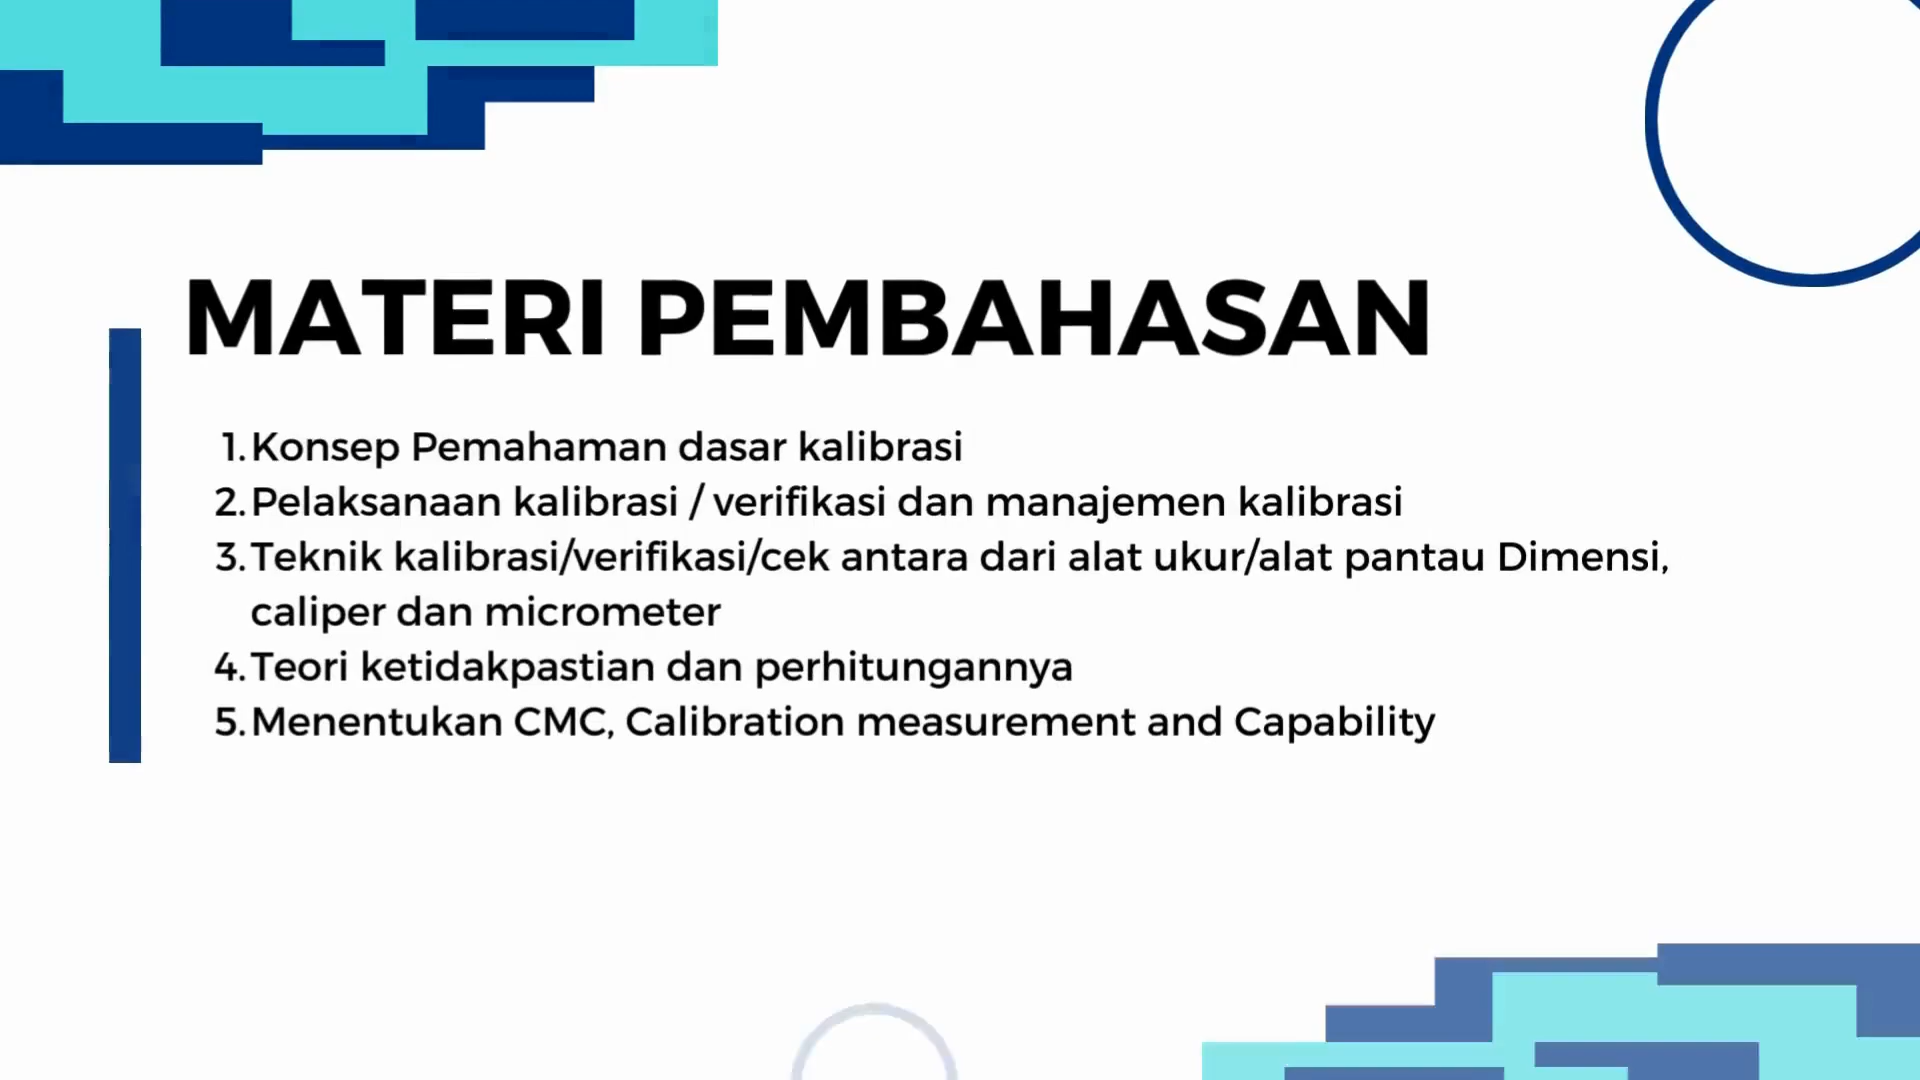 MATERI PEMBAHASAN
1. Konsep Pemahaman dasar kalibrasi
2. Pelaksanaan kalibrasi / verifikasi dan manajemen kalibrasi
3. Teknik kalibrasi/verifikasi/cek antara dari alat ukur/alat pantau Dimensi,
caliper dan micrometer
4. Teori ketidakpastian dan perhitungannya
5. Menentukan CMC, Calibration measurement and Capability